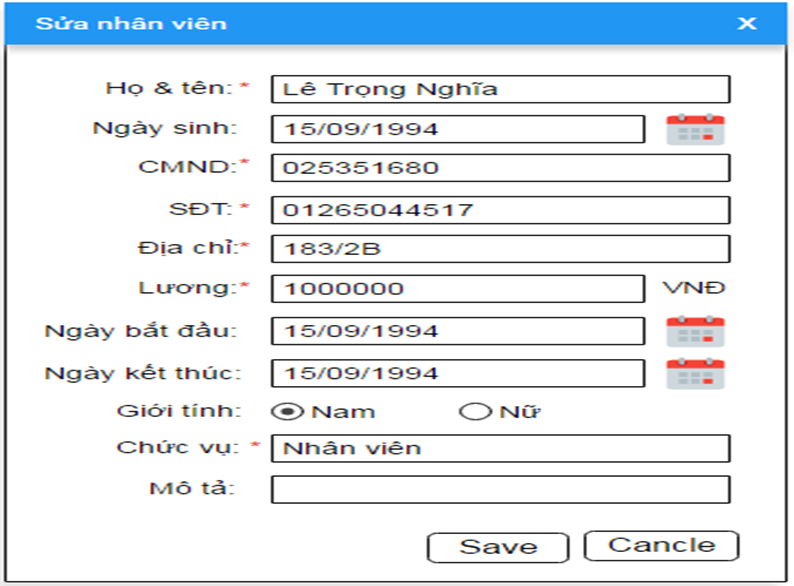 Sửa nhân viên X
Họ & tên: * Lê Trọng Nghĩa
Ngày sinh: 15/09/1994
CMND:* 025351680
SĐT: * 01265044517
Địa chỉ:* 183/2B
Lương:* 1000000 VNĐ
Ngày bắt đầu: 15/09/1994
Ngày kết thúc: 15/09/1994
Giới tính: Nam Nữ
Chức vụ: * Nhân viên
Mô tả:
Save Cancle